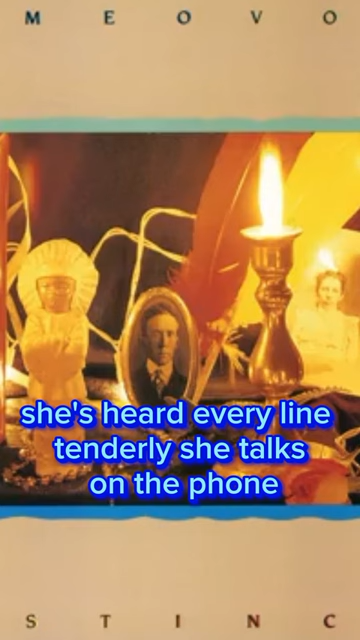 M E O V O
she's heard every line
tenderly she talks
on the phone
S T I N C